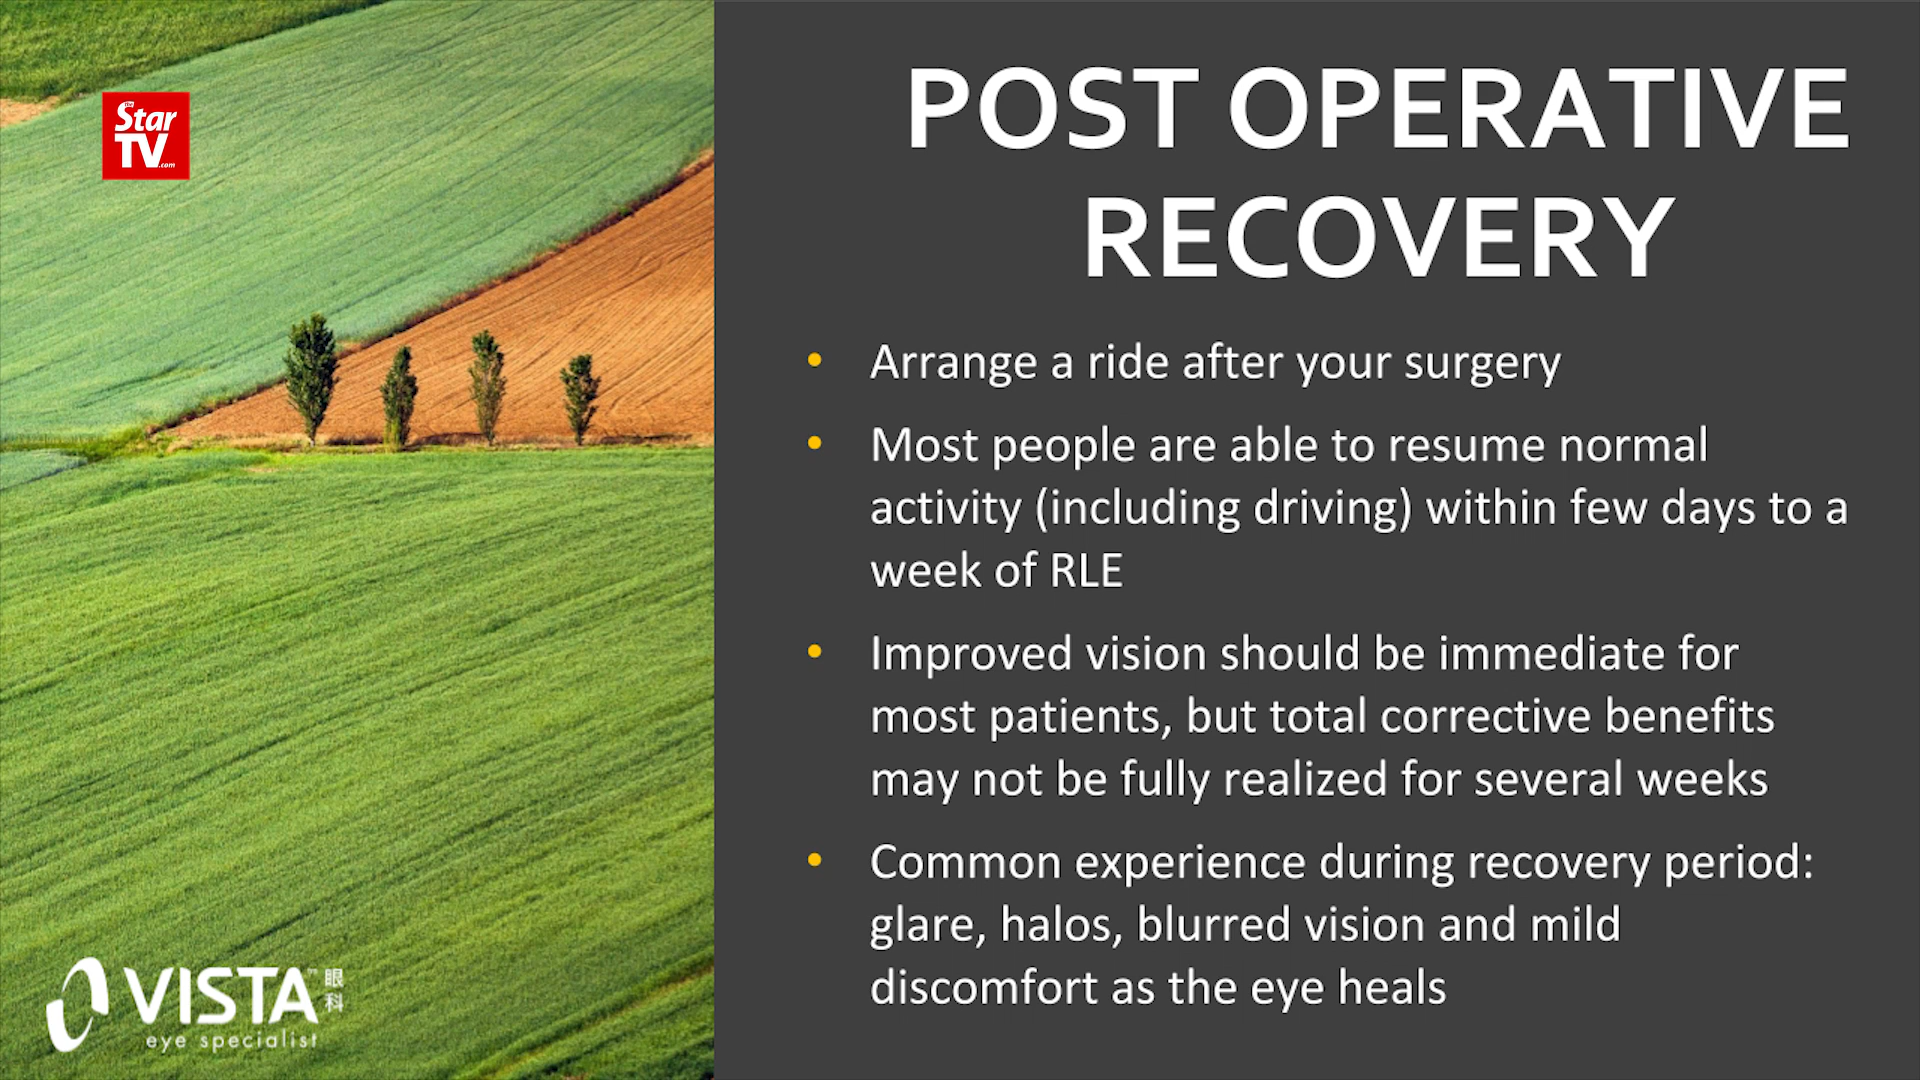 The
Star
TV
.com
POST OPERATIVE
RECOVERY
• Arrange a ride after your surgery
• Most people are able to resume normal
activity (including driving) within few days to a
week of RLE
• Improved vision should be immediate for
most patients, but total corrective benefits
may not be fully realized for several weeks
• Common experience during recovery period:
glare, halos, blurred vision and mild
discomfort as the eye heals
VISTA™ 眼科
eye specialist